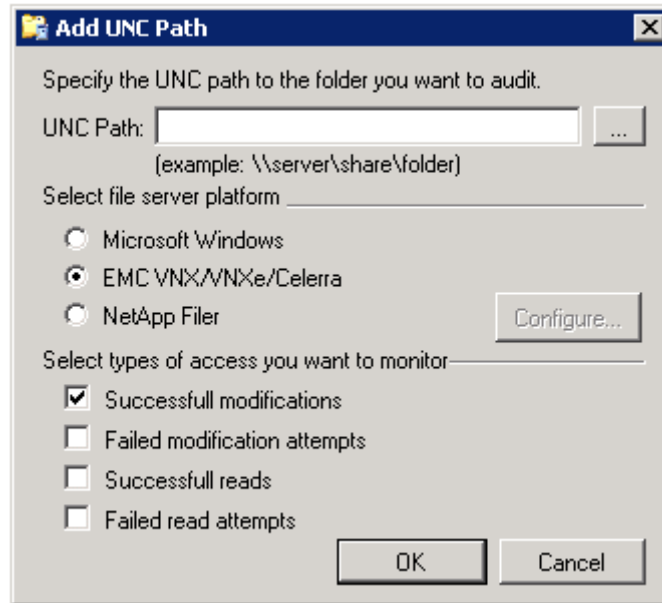 Add UNC Path
Specify the UNC path to the folder you want to audit.
UNC Path:
...
(example: \\server\share\folder)
Select file server platform
Microsoft Windows
EMC VNX/VNXe/Celerra
NetApp Filer
Configure...
Select types of access you want to monitor
Successfull modifications
Failed modification attempts
Successfull reads
Failed read attempts
OK
Cancel